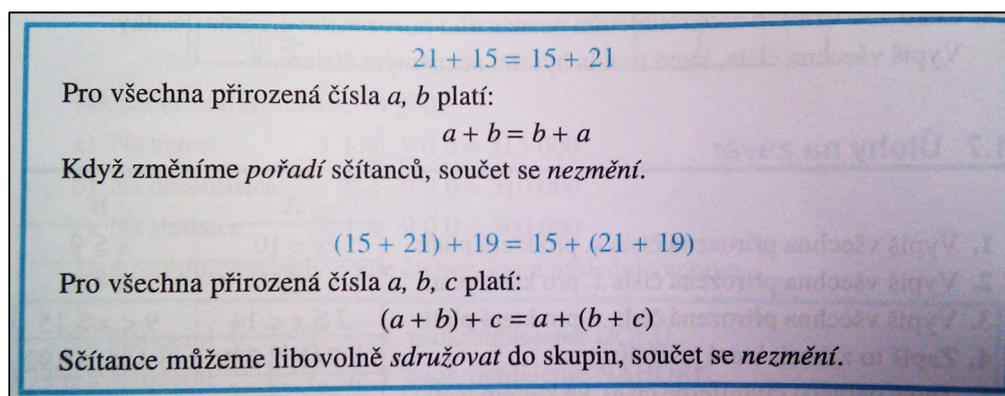 21 + 15 = 15 + 21
Pro všechna přirozená čísla a, b platí:
a + b = b + a
Když změníme pořadí sčítanců, součet se nezmění.
(15 + 21) + 19 = 15 + (21 + 19)
Pro všechna přirozená čísla a, b, c platí:
(a + b) + c = a + (b + c)
Sčítance můžeme libovolně sdružovat do skupin, součet se nezmění.